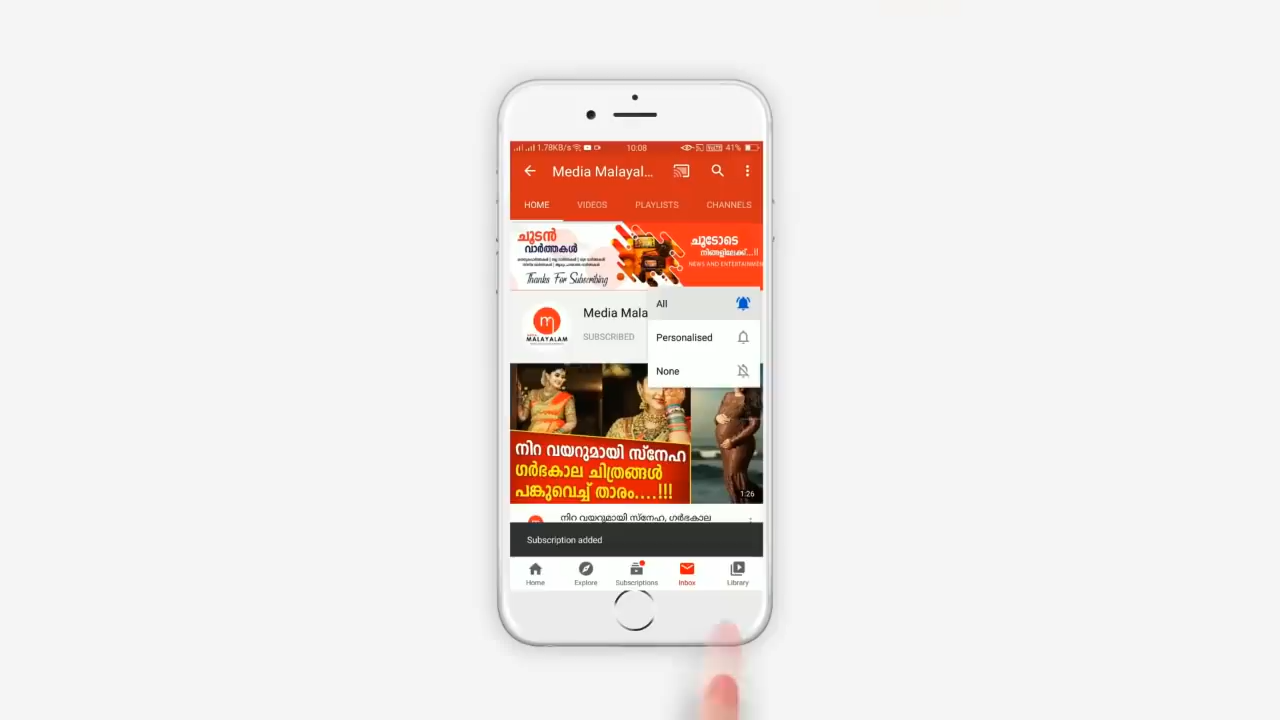 1.78KB/s
10:08
41%
Media Malayal...
HOME
VIDEOS
PLAYLISTS
CHANNELS
ചൂടൻ
വാർത്തകൾ
Thanks For Subscribing
ചൂടോടെ
നിങ്ങളിലേക്ക്...!!
NEWS AND ENTERTAINMEN
All
Personalised
None
Media Mala
SUBSCRIBED
MALAYALAM
നിറ വയറുമായി സ്നേഹ
ഗർഭകാല ചിത്രങ്ങൾ
പങ്കുവെച്ച് താരം....!!!
1:26
നിറ വയറുമായി സ്നേഹ, ഗർഭകാല
Subscription added
Home
Explore
Subscriptions
Inbox
Library